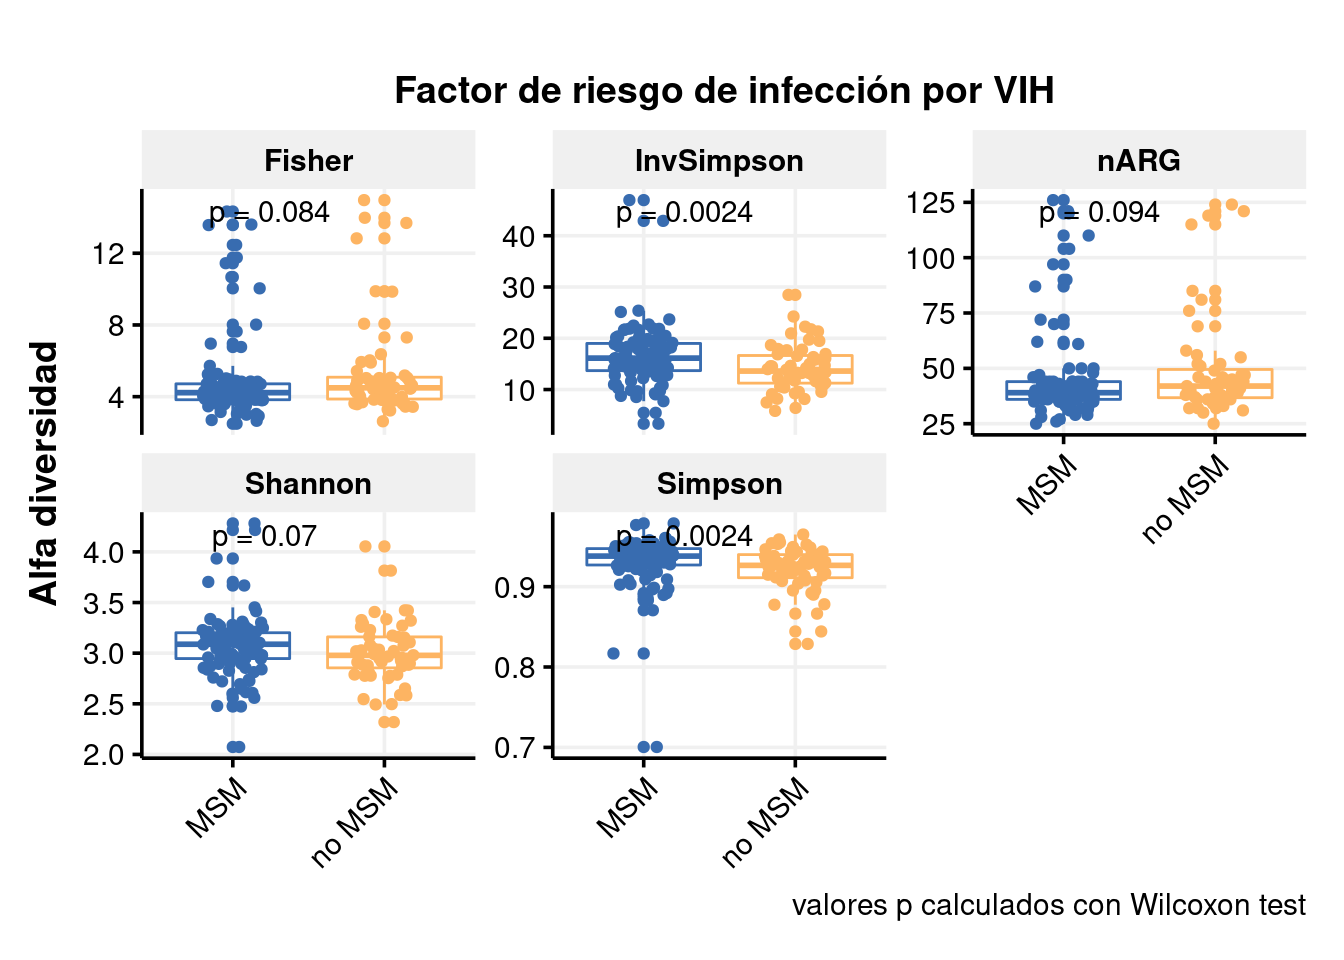 Factor de riesgo de infección por VIH
Alfa diversidad
Fisher
p = 0.084
12
8
4
InvSimpson
p = 0.0024
40
30
20
10
nARG
p = 0.094
125
100
75
50
25
MSM
no MSM
Shannon
p = 0.07
4.0
3.5
3.0
2.5
2.0
MSM
no MSM
Simpson
p = 0.0024
0.9
0.8
0.7
MSM
no MSM
valores p calculados con Wilcoxon test